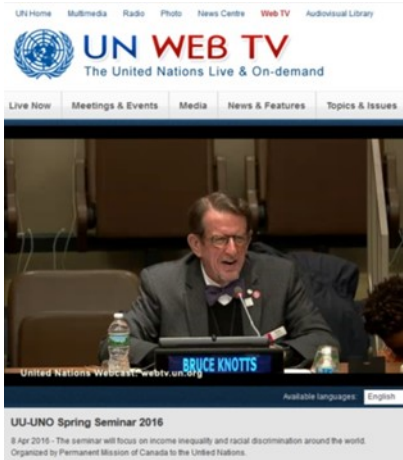 UN Home Multimedia Radio Photo News Centre Web TV Audiovisual Library
UN WEB TV
The United Nations Live & On-demand
Live Now Meetings & Events Media News & Features Topics & Issues
BRUCE KNOTTS
United Nations Webcast: webtv.un.org
Available languages: English
UU-UNO Spring Seminar 2016
8 Apr 2016 - The seminar will focus on income inequality and racial discrimination around the world.
Organized by Permanent Mission of Canada to the United Nations.